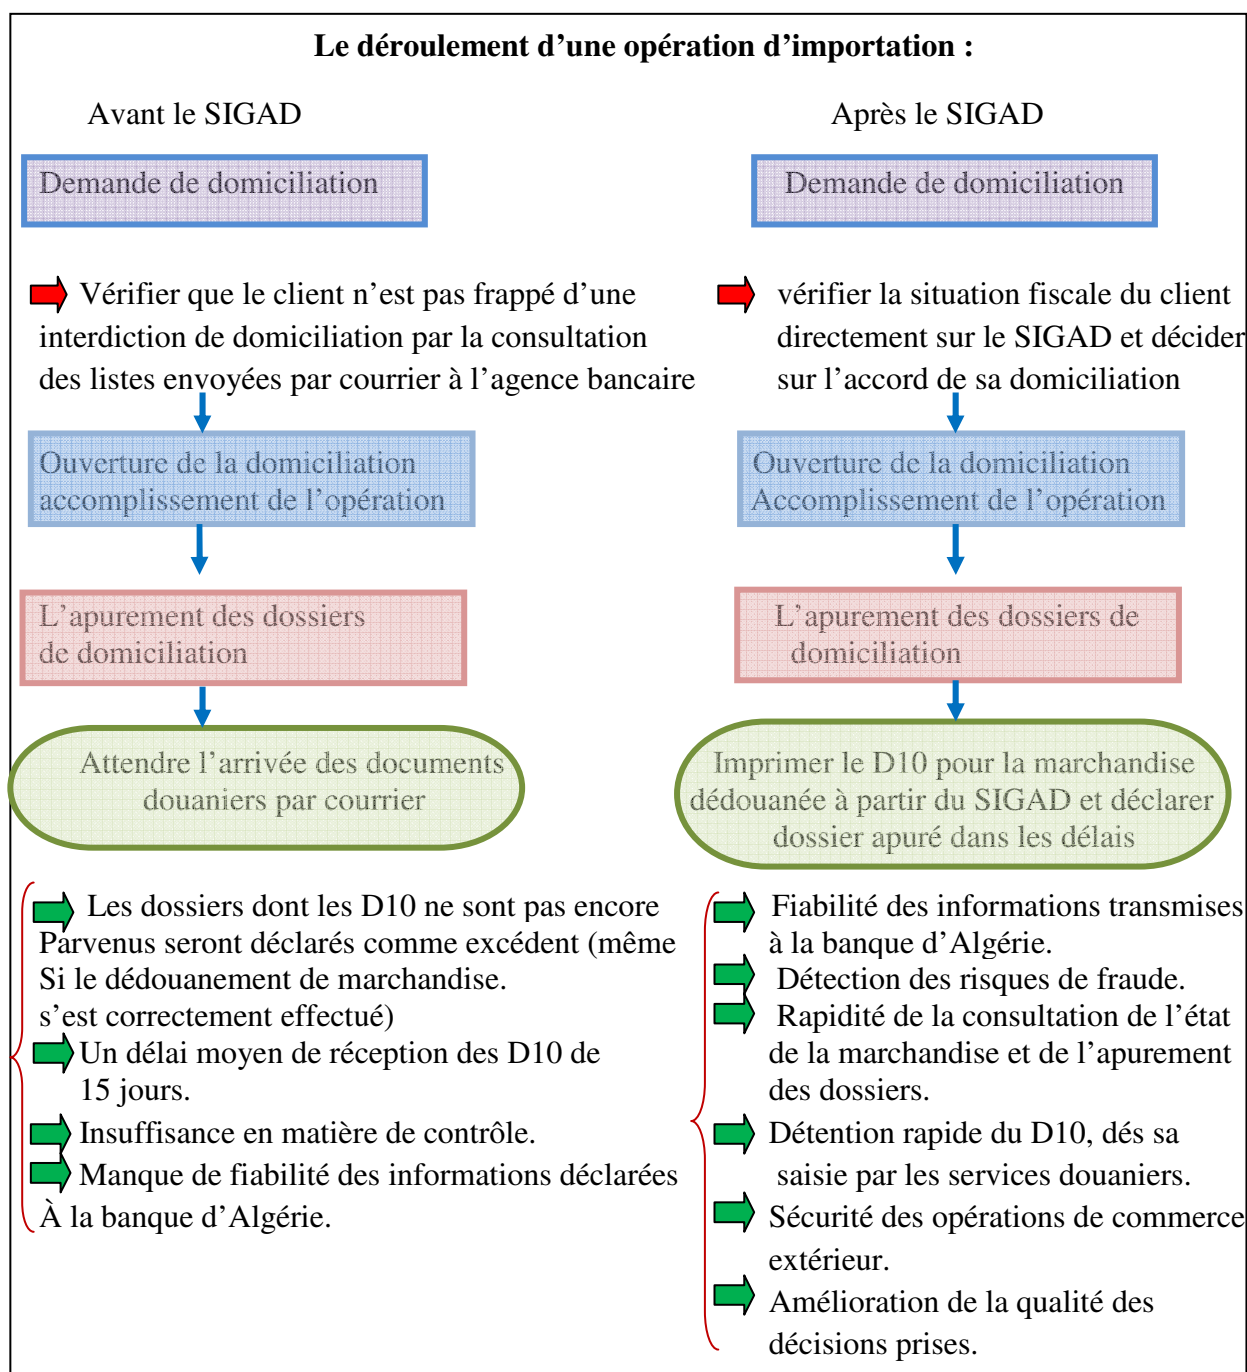 Le déroulement d'une opération d'importation :
Avant le SIGAD
Demande de domiciliation
Vérifier que le client n'est pas frappé d'une
interdiction de domiciliation par la consultation
des listes envoyées par courrier à l'agence bancaire
Ouverture de la domiciliation
accomplissement de l'opération
L'apurement des dossiers
de domiciliation
Attendre l'arrivée des documents
douaniers par courrier
Les dossiers dont les D10 ne sont pas encore
Parvenus seront déclarés comme excédent (même
Si le dédouanement de marchandise.
s'est correctement effectué)
Un délai moyen de réception des D10 de
15 jours.
Insuffisance en matière de contrôle.
Manque de fiabilité des informations déclarées
À la banque d'Algérie.
Après le SIGAD
Demande de domiciliation
vérifier la situation fiscale du client
directement sur le SIGAD et décider
sur l'accord de sa domiciliation
Ouverture de la domiciliation
Accomplissement de l'opération
L'apurement des dossiers de
domiciliation
Imprimer le D10 pour la marchandise
dédouanée à partir du SIGAD et déclarer
dossier apuré dans les délais
Fiabilité des informations transmises
à la banque d'Algérie.
Détection des risques de fraude.
Rapidité de la consultation de l'état
de la marchandise et de l'apurement
des dossiers.
Détention rapide du D10, dés sa
saisie par les services douaniers.
Sécurité des opérations de commerce
extérieur.
Amélioration de la qualité des
décisions prises.